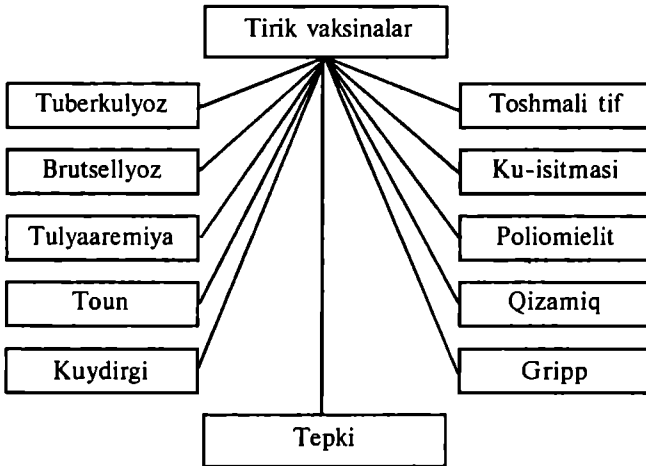 Tirik vaksinalar
Tuberkulyoz
Toshmali tif
Brutsellyoz
Ku-isitmasi
Tulyaaremiya
Poliomielit
Toun
Qizamiq
Kuydirgi
Gripp
Tepki